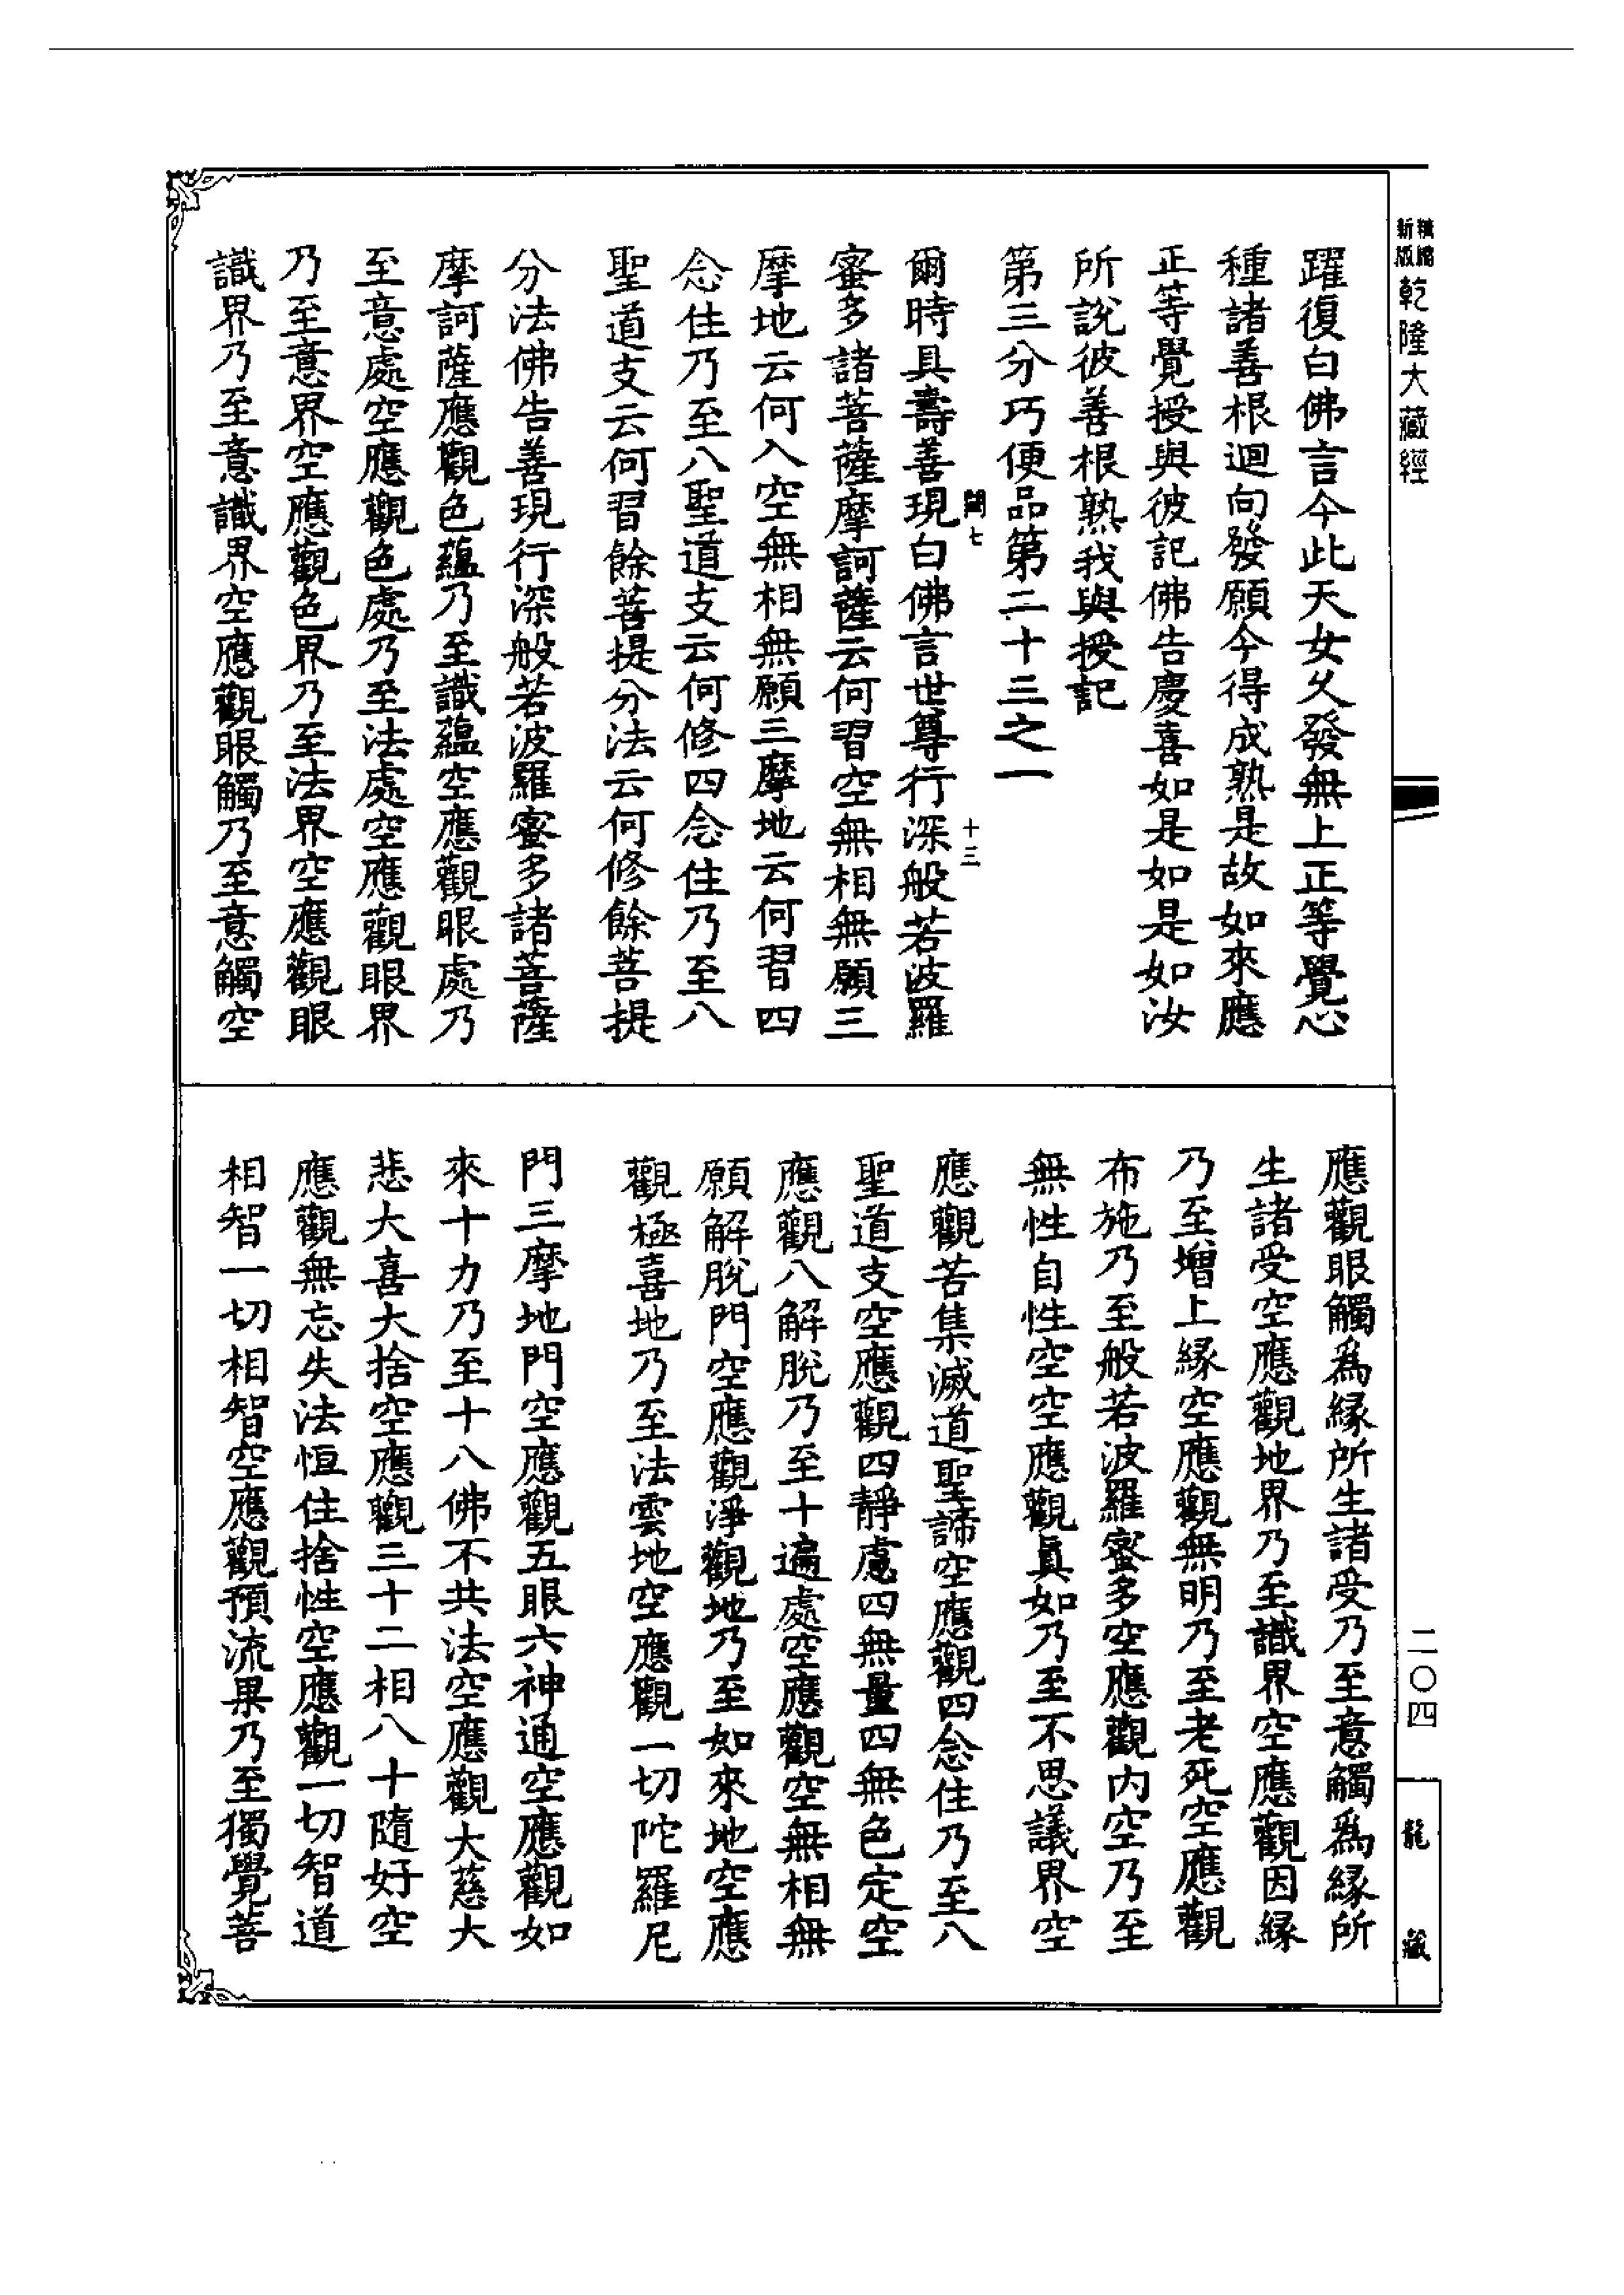 新版精縮乾隆大藏經
躍復白佛言今此天女久發無上正等覺心
種諸善根迴向發願今得成熟是故如來應
正等覺授與彼記佛告慶喜如是如是如汝
所說彼善根熟我與授記
第三分巧便品第二十三之一
七
十三
爾時具壽善現白佛言世尊行深般若波羅
蜜多諸菩薩摩訶薩云何習空無相無願三
摩地云何入空無相無願三摩地云何習四
念住乃至八聖道支云何修四念住乃至八
聖道支云何習餘菩提分法云何修餘菩提
分法佛告善現行深般若波羅蜜多諸菩薩
摩訶薩應觀色蘊乃至識蘊空應觀眼處乃
至意處空應觀色處乃至法處空應觀眼界
乃至意界空應觀色界乃至法界空應觀眼
識界乃至意識界空應觀眼觸乃至意觸空
應觀眼觸爲緣所生諸受乃至意觸爲緣所
生諸受空應觀地界乃至識界空應觀因緣
乃至增上緣空應觀無明乃至老死空應觀
布施乃至般若波羅蜜多空應觀內空乃至
無性自性空空應觀眞如乃至不思議界空
應觀苦集滅道聖諦空應觀四念住乃至八
聖道支空應觀四靜慮四無量四無色定空
應觀八解脫乃至十遍處空應觀空無相無
願解脫門空應觀淨觀地乃至如來地空應
觀極喜地乃至法雲地空應觀一切陀羅尼
門三摩地門空應觀五眼六神通空應觀如
來十力乃至十八佛不共法空應觀大慈大
悲大喜大捨空應觀三十二相八十隨好空
應觀無忘失法恒住捨性空應觀一切智道
相智一切相智空應觀預流果乃至獨覺菩
二〇四
龍藏